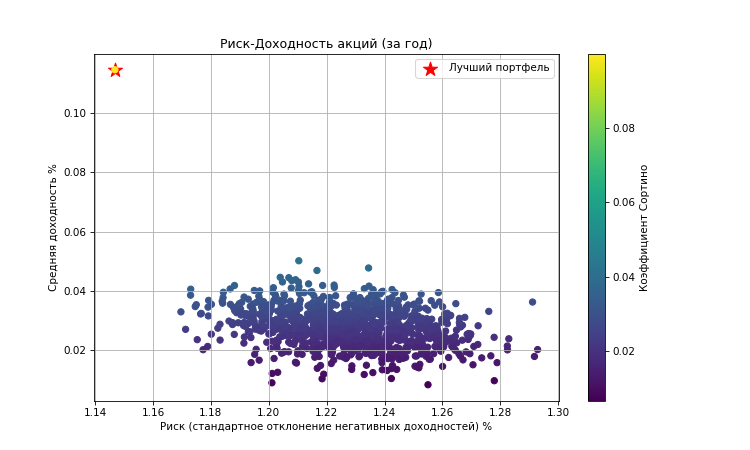 Риск-Доходность акций (за год)
Лучший портфель
Средняя доходность %
0.10
0.08
0.06
0.04
0.02
1.14 1.16 1.18 1.20 1.22 1.24 1.26 1.28 1.30
Риск (стандартное отклонение негативных доходностей) %
0.08
0.06
0.04
0.02
Коэффициент Сортино